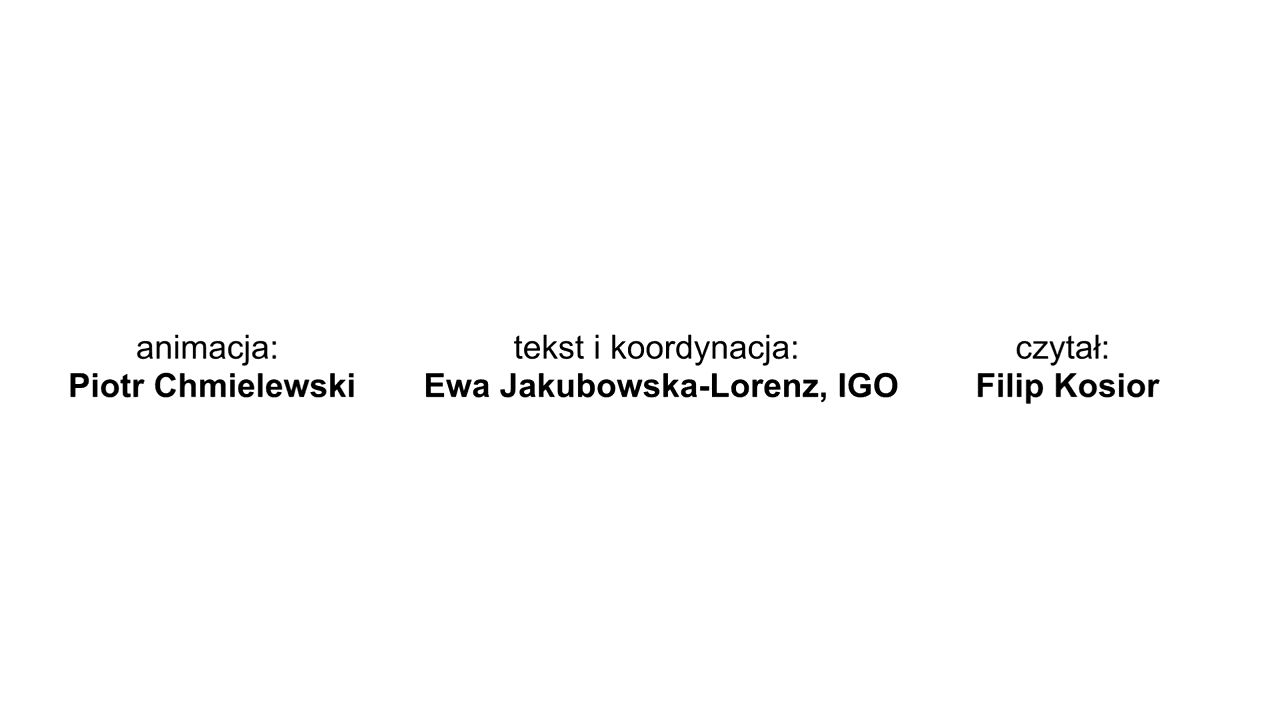 animacja:
Piotr Chmielewski
tekst i koordynacja:
Ewa Jakubowska-Lorenz, IGO
czytał:
Filip Kosior